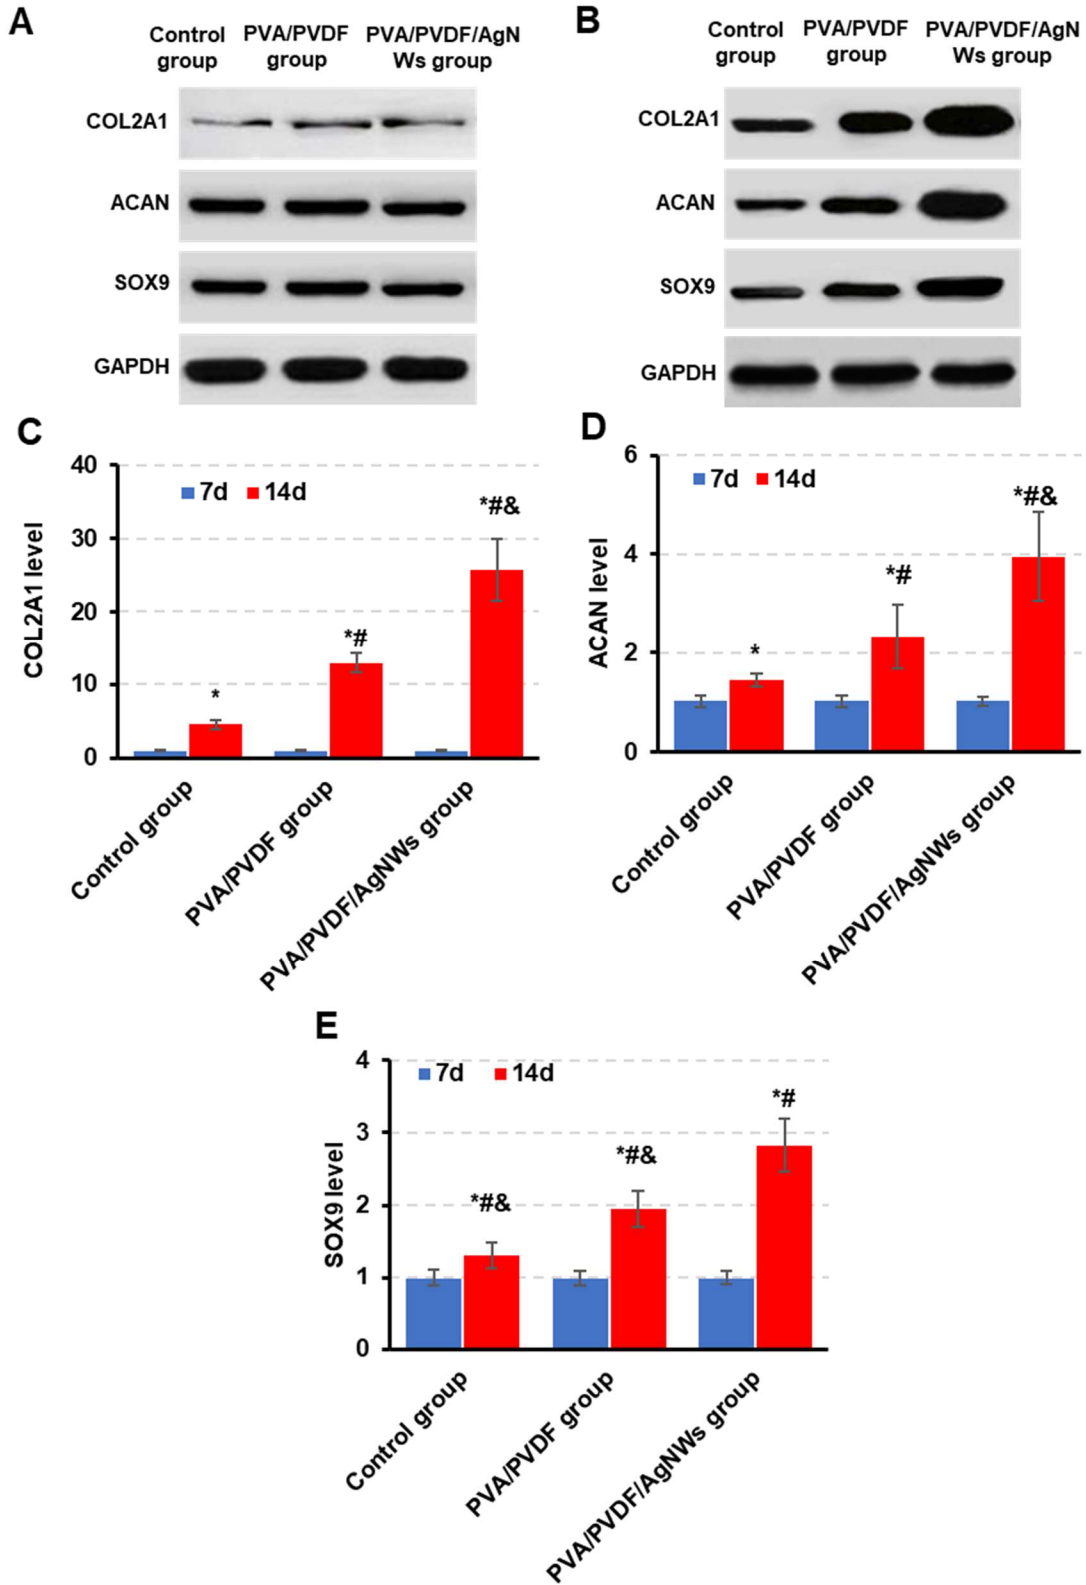 A
Control group
PVA/PVDF group
PVA/PVDF/AgN
Ws group
COL2A1
ACAN
SOX9
GAPDH
B
Control group
PVA/PVDF group
PVA/PVDF/AgN
Ws group
COL2A1
ACAN
SOX9
GAPDH
C
40
30
20
10
0
COL2A1 level
7d 14d
*
*#
*#&
Control group
PVA/PVDF group
PVA/PVDF/AgNWs group
D
6
4
2
0
ACAN level
7d 14d
*
*#
*#&
Control group
PVA/PVDF group
PVA/PVDF/AgNWs group
E
4
3
2
1
0
SOX9 level
7d 14d
*#&
*#&
*#
Control group
PVA/PVDF group
PVA/PVDF/AgNWs group